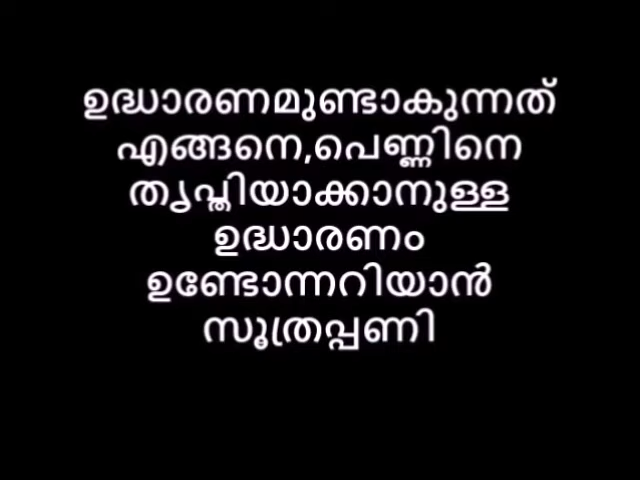 ഉദ്ധാരണമുണ്ടാകുന്നത്
എങ്ങനെ,പെണ്ണിനെ
തൃപ്തിയാക്കാനുള്ള
ഉദ്ധാരണം
ഉണ്ടോന്നറിയാൻ
സൂത്രപ്പണി